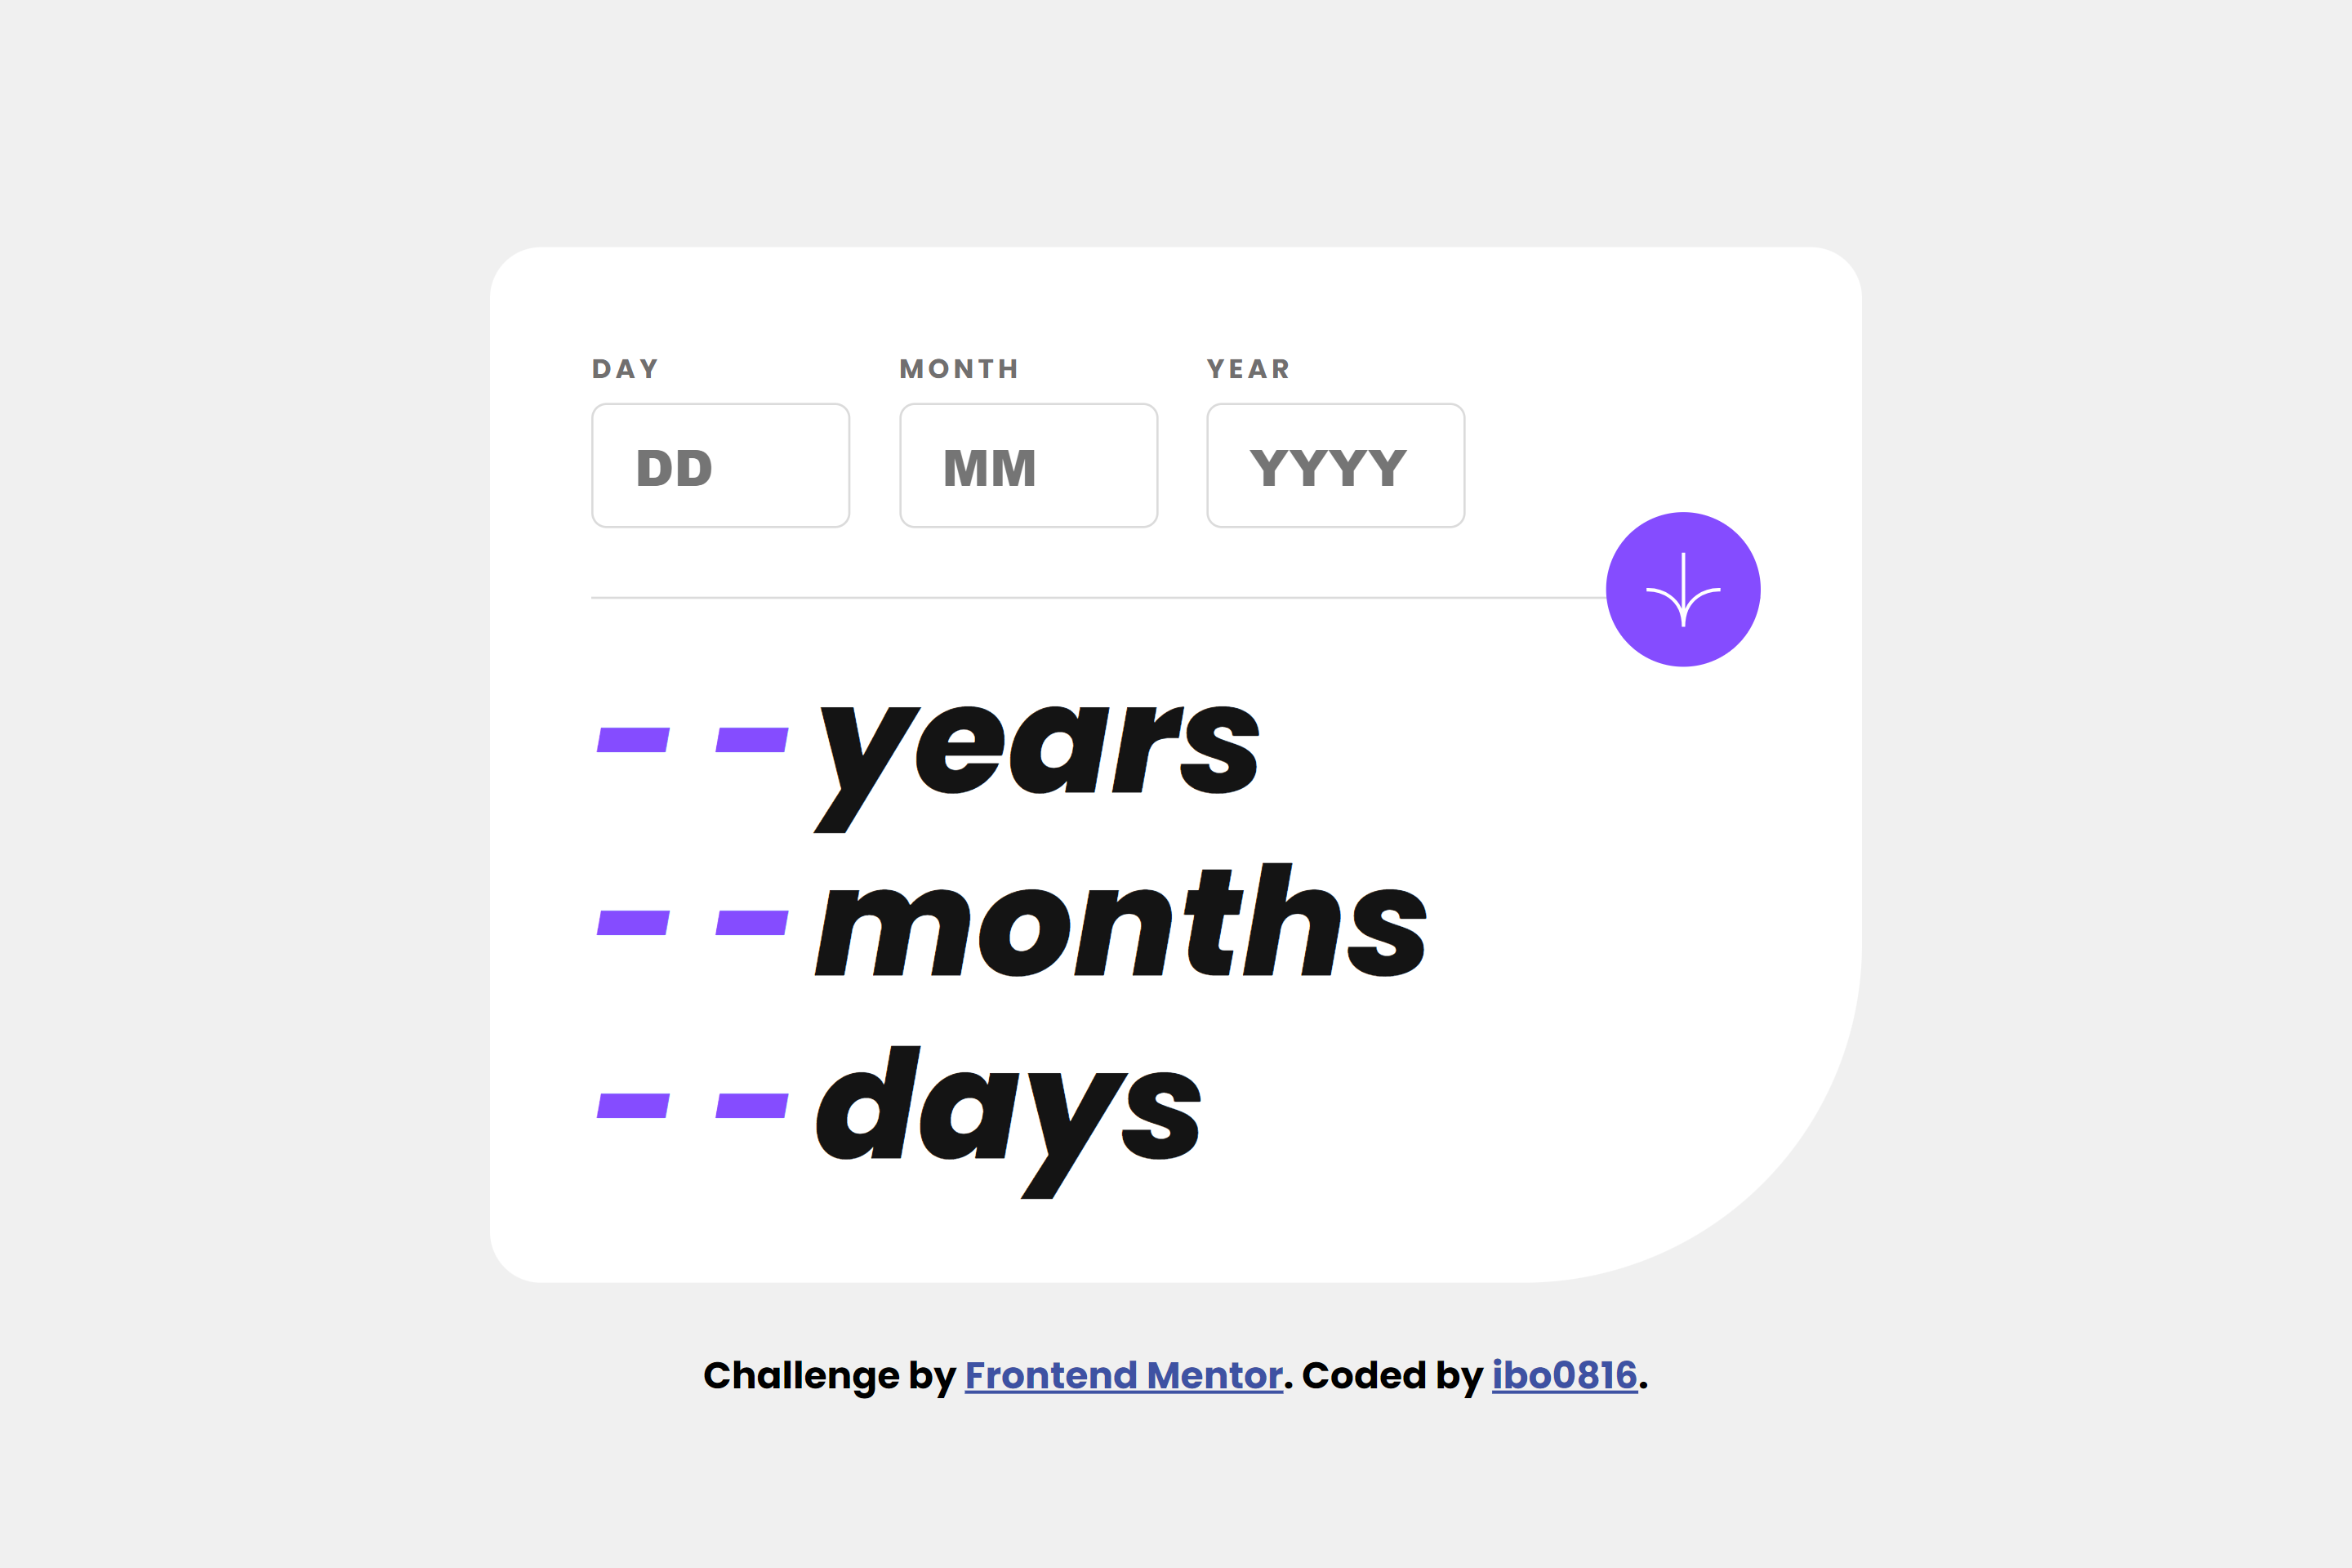 DAY MONTH YEAR
DD MM YYYY
- - years
- - months
- - days
Challenge by Frontend Mentor. Coded by ibo0816.